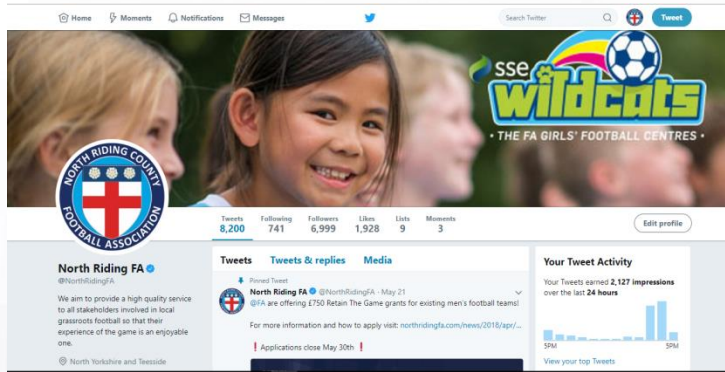 Home Moments Notifications Messages Search Twitter Tweet
sse
wildcats
• THE FA GIRLS' FOOTBALL CENTRES •
NORTH RIDING COUNTY
FOOTBALL ASSOCIATION
Tweets Following Followers Likes Lists Moments
8,200 741 6,999 1,928 9 3
Edit profile
North Riding FA
@NorthRidingFA
We aim to provide a high quality service
to all stakeholders involved in local
grassroots football so that their
experience of the game is an enjoyable
one.
North Yorkshire and Teesside
Tweets Tweets & replies Media
Pinned Tweet
North Riding FA @NorthRidingFA · May 21
@FA are offering £750 Retain The Game grants for existing men's football teams!
For more information and how to apply visit: northridingfa.com/news/2018/apr/...
❗ Applications close May 30th ❗
Your Tweet Activity
Your Tweets earned 2,127 impressions
over the last 24 hours
5PM 5PM
View your top Tweets